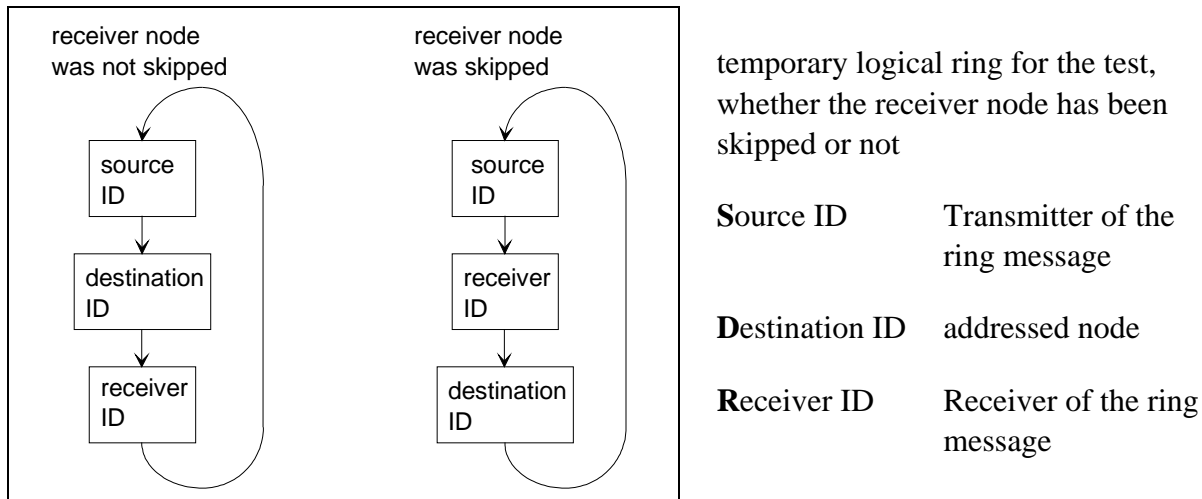 receiver node
was not skipped
source
ID
destination
ID
receiver
ID
receiver node
was skipped
source
ID
receiver
ID
destination
ID
temporary logical ring for the test,
whether the receiver node has been
skipped or not
Source ID Transmitter of the
ring message
Destination ID addressed node
Receiver ID Receiver of the ring
message